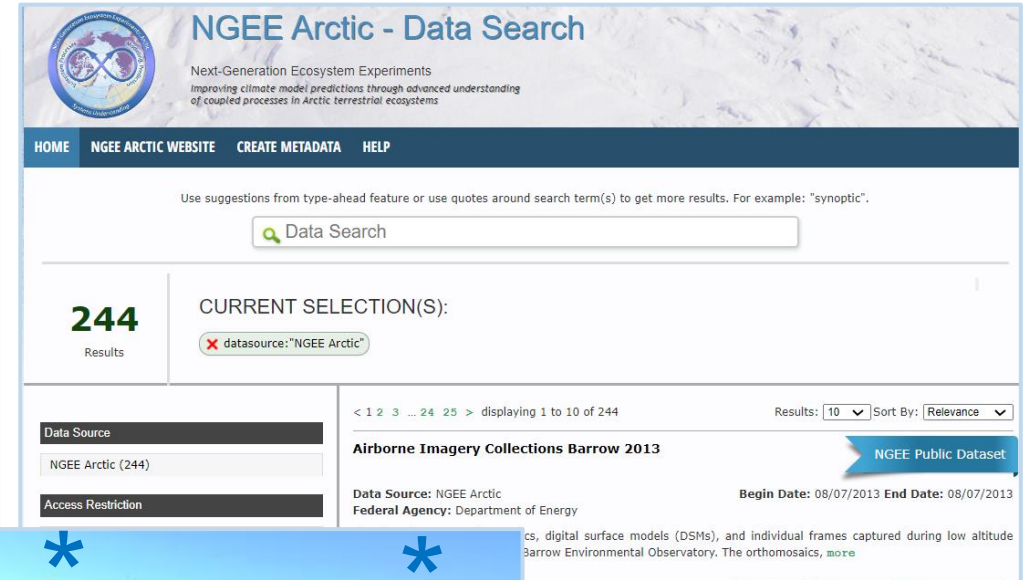 NGEE Arctic - Data Search
Next-Generation Ecosystem Experiments
Improving climate model predictions through advanced understanding
of coupled processes in Arctic terrestrial ecosystems
HOME NGEE ARCTIC WEBSITE CREATE METADATA HELP
Use suggestions from type-ahead feature or use quotes around search term(s) to get more results. For example: "synoptic".
Data Search
244
Results
CURRENT SELECTION(S):
datasource:"NGEE Arctic"
< 1 2 3 ... 24 25 > displaying 1 to 10 of 244
Results: 10 Sort By: Relevance
Data Source
NGEE Arctic (244)
Access Restriction
Airborne Imagery Collections Barrow 2013
NGEE Public Dataset
Data Source: NGEE Arctic
Begin Date: 08/07/2013 End Date: 08/07/2013
Federal Agency: Department of Energy
digital surface models (DSMs), and individual frames captured during low altitude
Barrow Environmental Observatory. The orthomosaics, more
* *